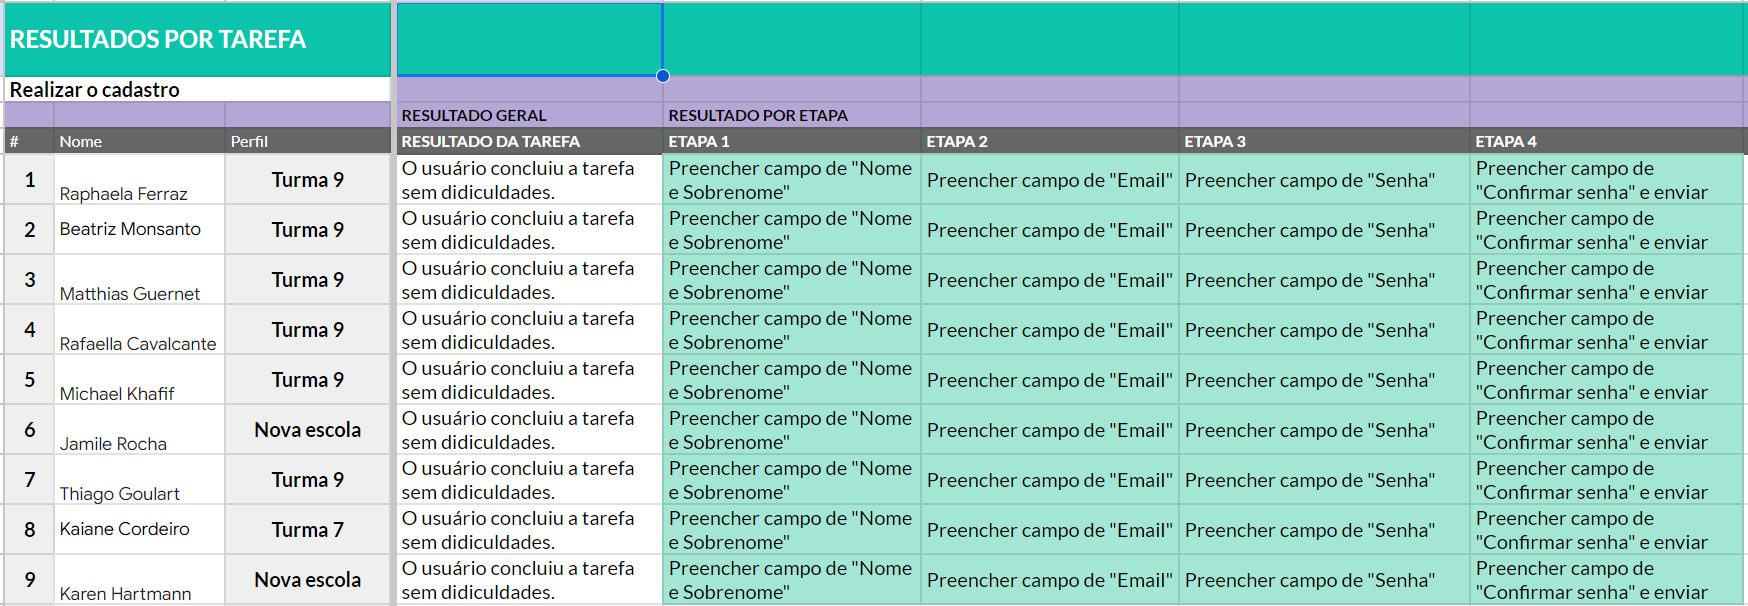 RESULTADOS POR TAREFA
Realizar o cadastro
RESULTADO GERAL RESULTADO POR ETAPA
# Nome Perfil RESULTADO DA TAREFA ETAPA 1 ETAPA 2 ETAPA 3 ETAPA 4
1 Raphaela Ferraz Turma 9 O usuário concluiu a tarefa sem didiculdades. Preencher campo de "Nome e Sobrenome" Preencher campo de "Email" Preencher campo de "Senha" Preencher campo de "Confirmar senha" e enviar
2 Beatriz Monsanto Turma 9 O usuário concluiu a tarefa sem didiculdades. Preencher campo de "Nome e Sobrenome" Preencher campo de "Email" Preencher campo de "Senha" Preencher campo de "Confirmar senha" e enviar
3 Matthias Guernet Turma 9 O usuário concluiu a tarefa sem didiculdades. Preencher campo de "Nome e Sobrenome" Preencher campo de "Email" Preencher campo de "Senha" Preencher campo de "Confirmar senha" e enviar
4 Rafaella Cavalcante Turma 9 O usuário concluiu a tarefa sem didiculdades. Preencher campo de "Nome e Sobrenome" Preencher campo de "Email" Preencher campo de "Senha" Preencher campo de "Confirmar senha" e enviar
5 Michael Khafif Turma 9 O usuário concluiu a tarefa sem didiculdades. Preencher campo de "Nome e Sobrenome" Preencher campo de "Email" Preencher campo de "Senha" Preencher campo de "Confirmar senha" e enviar
6 Jamile Rocha Nova escola O usuário concluiu a tarefa sem didiculdades. Preencher campo de "Nome e Sobrenome" Preencher campo de "Email" Preencher campo de "Senha" Preencher campo de "Confirmar senha" e enviar
7 Thiago Goulart Turma 9 O usuário concluiu a tarefa sem didiculdades. Preencher campo de "Nome e Sobrenome" Preencher campo de "Email" Preencher campo de "Senha" Preencher campo de "Confirmar senha" e enviar
8 Kaiane Cordeiro Turma 7 O usuário concluiu a tarefa sem didiculdades. Preencher campo de "Nome e Sobrenome" Preencher campo de "Email" Preencher campo de "Senha" Preencher campo de "Confirmar senha" e enviar
9 Karen Hartmann Nova escola O usuário concluiu a tarefa sem didiculdades. Preencher campo de "Nome e Sobrenome" Preencher campo de "Email" Preencher campo de "Senha" Preencher campo de "Confirmar senha" e enviar